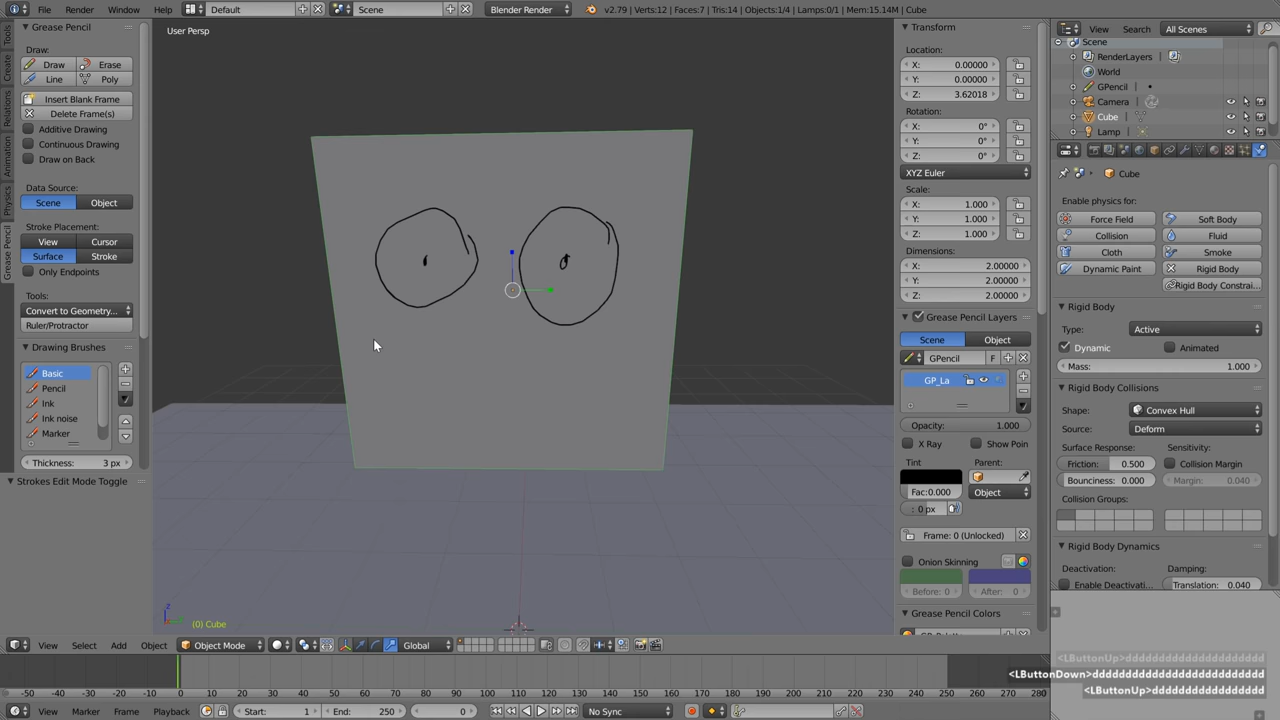 File Render Window Help Default Scene Blender Render v2.79 | Verts:12 | Faces:7 | Tris:14 | Objects:1/4 | Lamps:0/1 | Mem:15.14M | Cube
Tools
Create
Relations
Animation
Physics
Grease Pencil
Grease Pencil
Draw:
Draw Erase
Line Poly
Insert Blank Frame
Delete Frame(s)
Additive Drawing
Continuous Drawing
Draw on Back
Data Source:
Scene Object
Stroke Placement:
View Cursor
Surface Stroke
Only Endpoints
Tools:
Convert to Geometry...
Ruler/Protractor
Drawing Brushes
Basic
Pencil
Ink
Ink noise
Marker
Thickness: 3 px
Strokes Edit Mode Toggle
User Persp
(0) Cube
View Select Add Object Object Mode Global
Transform
Location:
X: 0.00000
Y: 0.00000
Z: 3.62018
Rotation:
X: 0°
Y: 0°
Z: 0°
XYZ Euler
Scale:
X: 1.000
Y: 1.000
Z: 1.000
Dimensions:
X: 2.00000
Y: 2.00000
Z: 2.00000
Grease Pencil Layers
Scene Object
GPencil F
GP_La
Opacity: 1.000
X Ray Show Poin
Tint Parent:
Fac:0.000 Object
: 0 px
Frame: 0 (Unlocked)
Onion Skinning
Before: 0 After: 0
Grease Pencil Colors
View Search All Scenes
Scene
RenderLayers
World
GPencil
Camera
Cube
Lamp
Cube
Enable physics for:
Force Field Soft Body
Collision Fluid
Cloth Smoke
Dynamic Paint Rigid Body
Rigid Body Constrai...
Rigid Body
Type: Active
Dynamic Animated
Mass: 1.000
Rigid Body Collisions
Shape: Convex Hull
Source: Deform
Surface Response: Sensitivity:
Friction: 0.500 Collision Margin
Bounciness: 0.000 Margin: 0.040
Collision Groups:
Rigid Body Dynamics
Deactivation: Damping:
Enable Deactivati... Translation: 0.040
-50 -40 -30 -20 -10 0 10 20 30 40 50 60 70 80 90 100 110 120 130 140 150 160 170 180 190 200 210 220 230 240 250 260 270 280
View Marker Frame Playback Start: 1 End: 250 0 No Sync